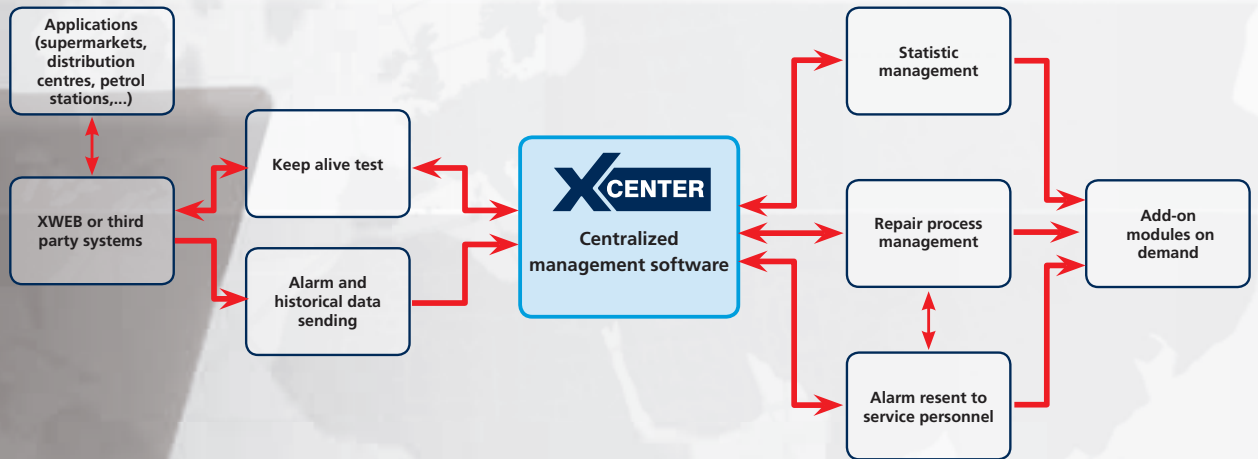 Applications
(supermarkets,
distribution
centres, petrol
stations,...)
XWEB or third
party systems
Keep alive test
Alarm and
historical data
sending
XCENTER
Centralized
management software
Statistic
management
Repair process
management
Alarm resent to
service personnel
Add-on
modules on
demand